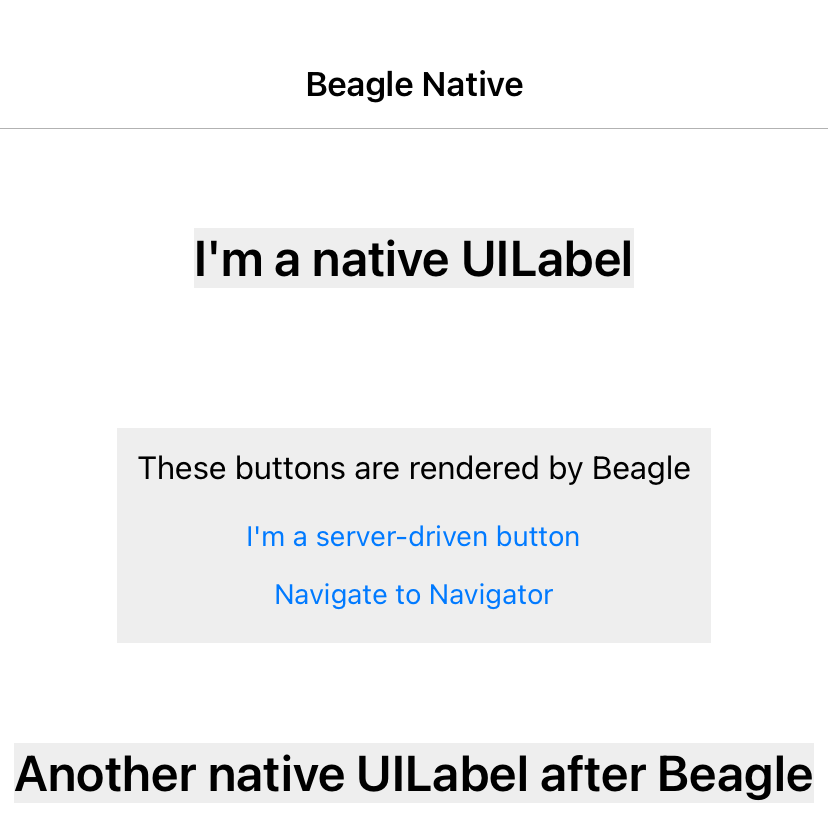 Beagle Native
I'm a native UILabel
These buttons are rendered by Beagle
I'm a server-driven button
Navigate to Navigator
Another native UILabel after Beagle